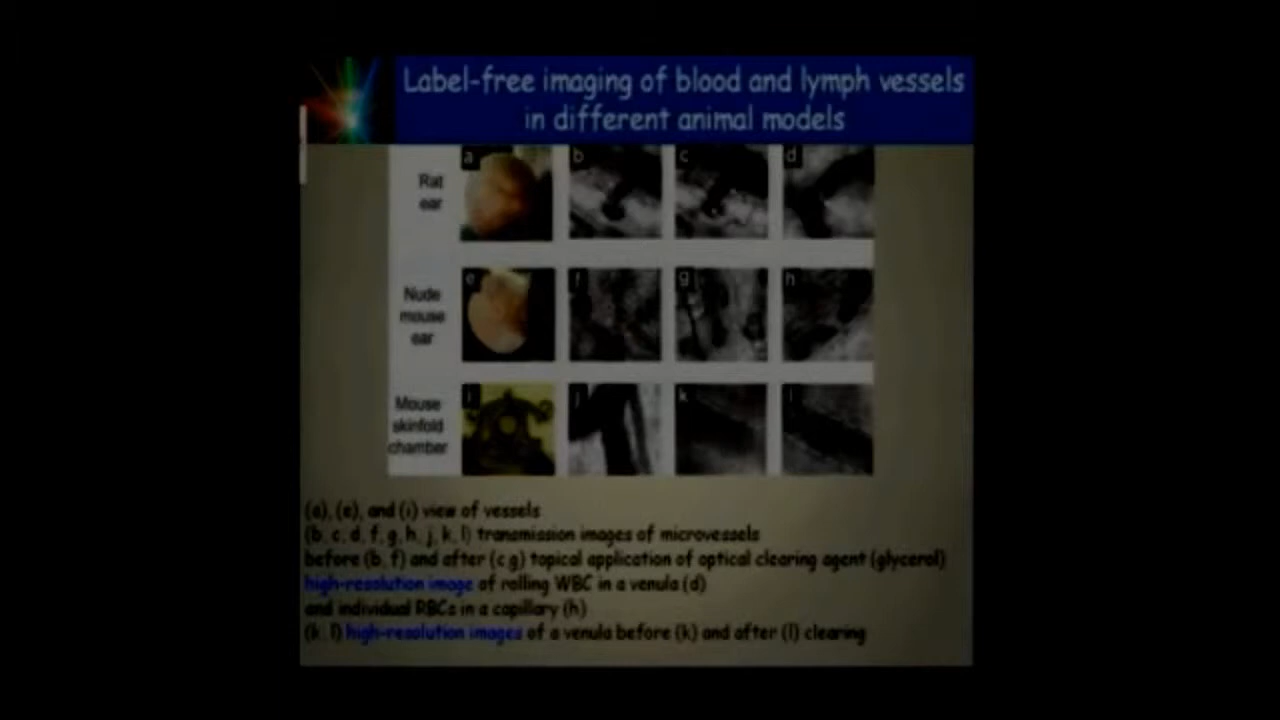 Label-free imaging of blood and lymph vessels
in different animal models
a b c d
Rat
ear
e f g h
Nude
mouse
ear
i j k l
Mouse
skinfold
chamber
(a), (e), and (i) view of vessels
(b, c, d, f, g, h, j, k, l) transmission images of microvessels
before (b, f) and after (c,g) topical application of optical clearing agent (glycerol)
high-resolution image of rolling WBC in a venula (d)
and individual RBCs in a capillary (h)
(k, l) high-resolution images of a venula before (k) and after (l) clearing